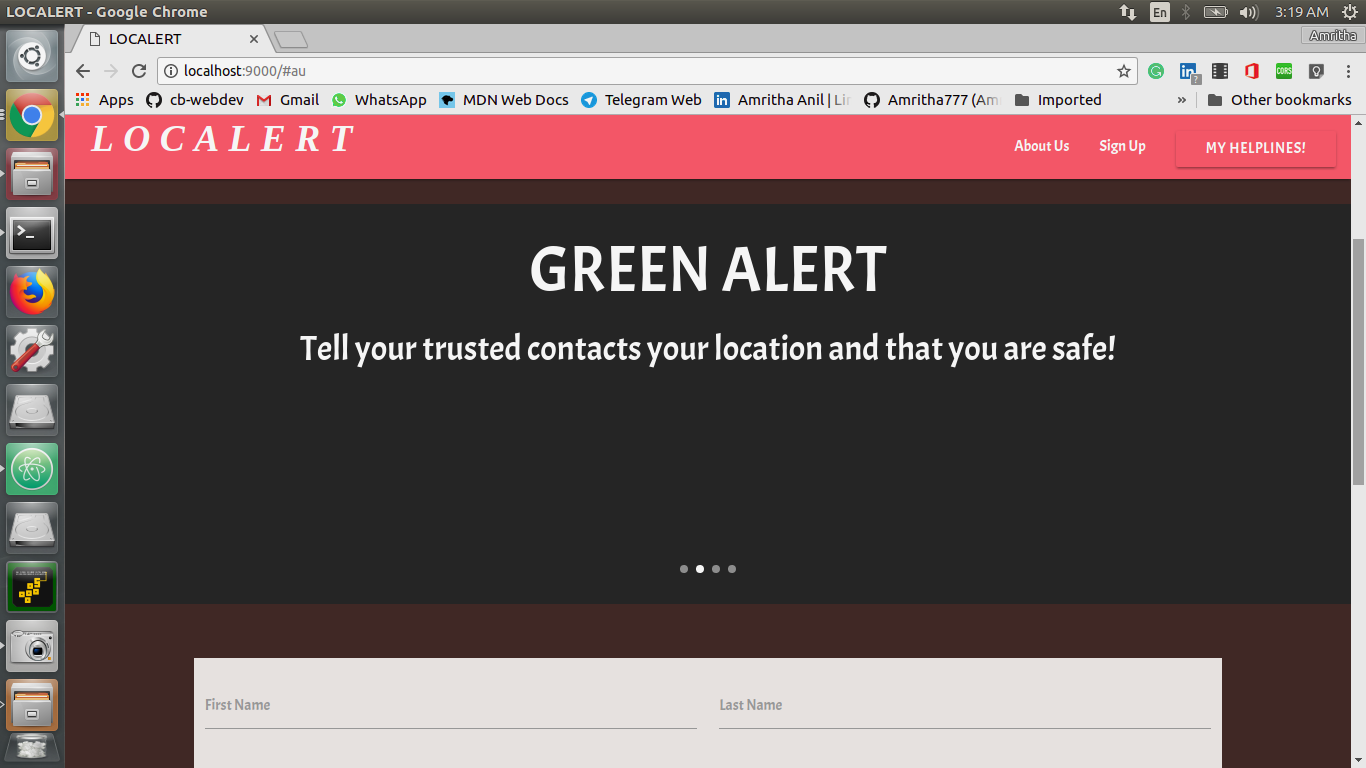 LOCALERT - Google Chrome
En
3:19 AM
LOCALERT
Amritha
localhost:9000/#au
CORS
Apps
cb-webdev
Gmail
WhatsApp
MDN Web Docs
Telegram Web
Amritha Anil | Lin
Amritha777 (Am
Imported
»
Other bookmarks
LOCALERT
About Us
Sign Up
MY HELPLINES!
GREEN ALERT
Tell your trusted contacts your location and that you are safe!
First Name
Last Name